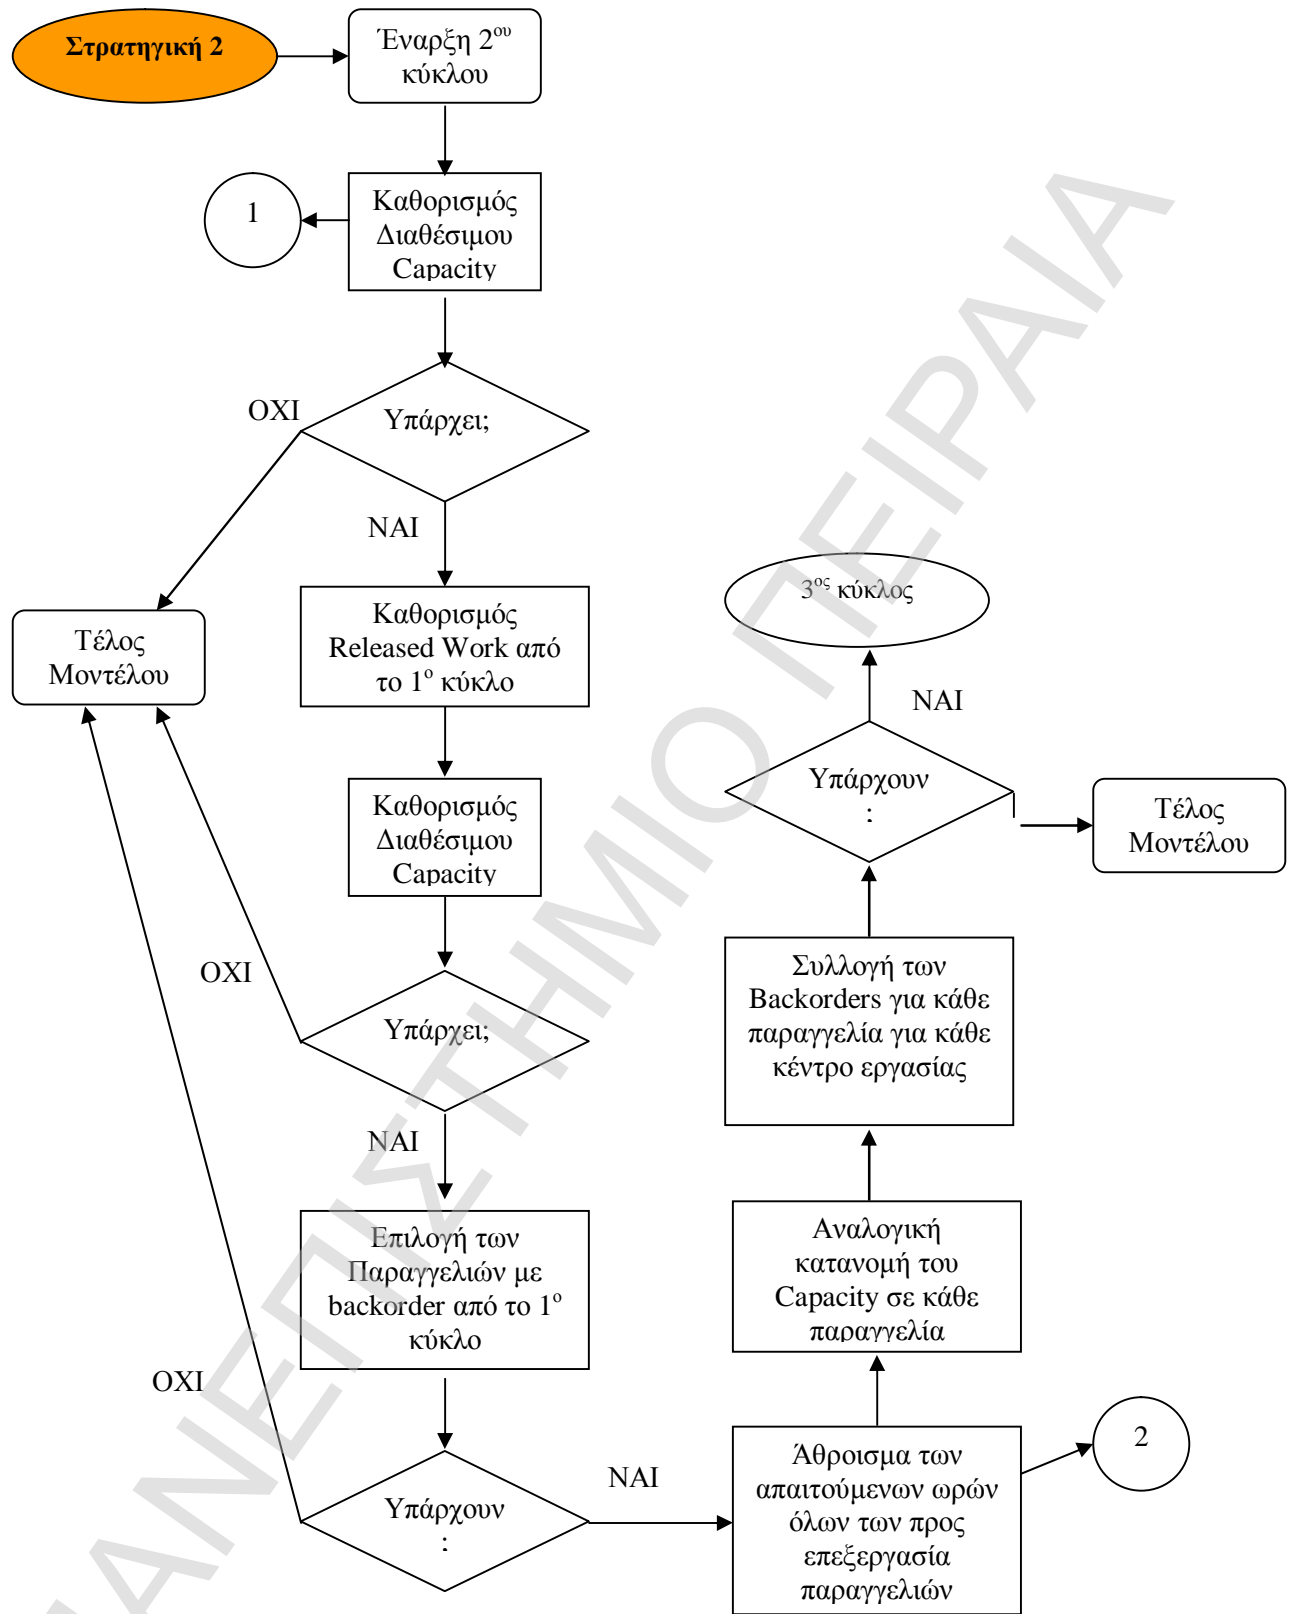 Στρατηγική 2
Έναρξη 2ου
κύκλου
1
Καθορισμός
Διαθέσιμου
Capacity
Υπάρχει;
ΟΧΙ
ΝΑΙ
Καθορισμός
Released Work από
το 1ο κύκλο
Τέλος
Μοντέλου
Καθορισμός
Διαθέσιμου
Capacity
Υπάρχει;
ΟΧΙ
ΝΑΙ
Επιλογή των
Παραγγελιών με
backorder από το 1ο
κύκλο
ΟΧΙ
Υπάρχουν
;
ΝΑΙ
Άθροισμα των
απαιτούμενων ωρών
όλων των προς
επεξεργασία
παραγγελιών
2
Αναλογική
κατανομή του
Capacity σε κάθε
παραγγελία
Συλλογή των
Backorders για κάθε
παραγγελία για κάθε
κέντρο εργασίας
Υπάρχουν
;
ΝΑΙ
3ος κύκλος
Τέλος
Μοντέλου
ΠΑΝΕΠΙΣΤΗΜΙΟ ΠΕΙΡΑΙΑ